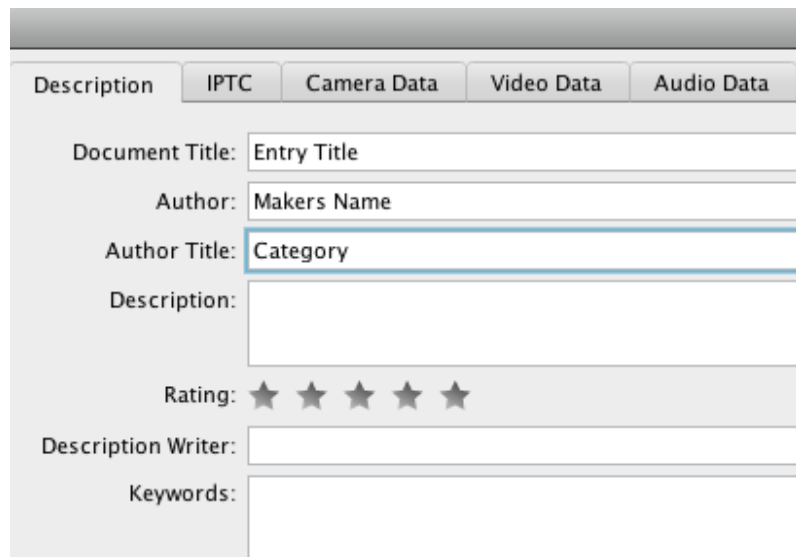 Description IPTC Camera Data Video Data Audio Data
Document Title: Entry Title
Author: Makers Name
Author Title: Category
Description:
Rating:
Description Writer:
Keywords: